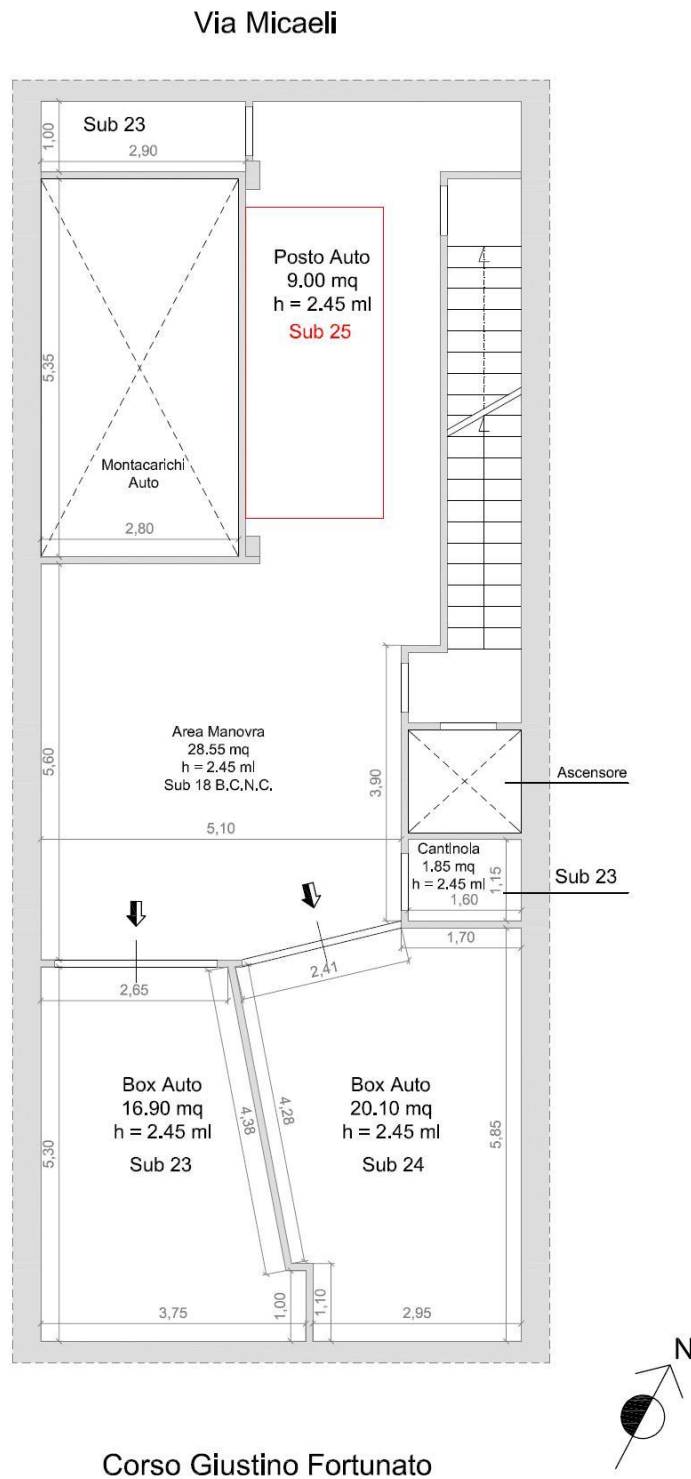 Via Micaeli
Sub 23
1,00
2,90
Posto Auto
9.00 mq
h = 2.45 ml
Sub 25
5,35
Montacarichi
Auto
2,80
Area Manovra
28.55 mq
h = 2.45 ml
Sub 18 B.C.N.C.
5,60
3,90
5,10
Ascensore
Cantinola
1.85 mq
h = 2.45 ml
1,15
1,60
Sub 23
1,70
2,65
2,41
Box Auto
16.90 mq
h = 2.45 ml
Sub 23
4,38
4,28
Box Auto
20.10 mq
h = 2.45 ml
Sub 24
5,30
5,85
3,75
1,00
1,10
2,95
N
Corso Giustino Fortunato